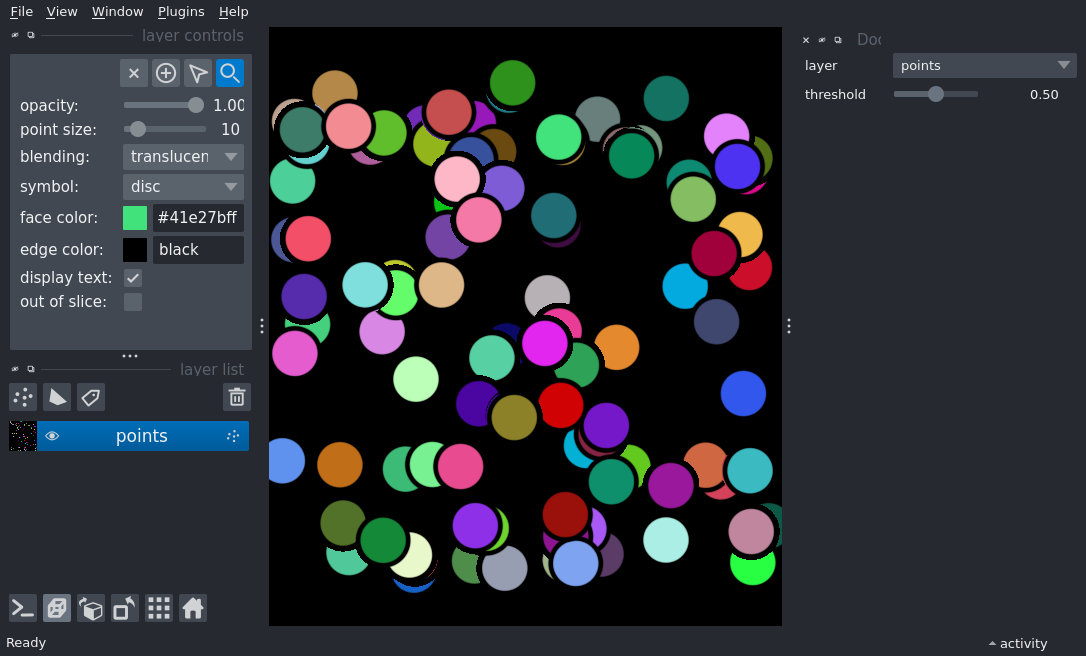 File View Window Plugins Help
layer controls
opacity: 1.00
point size: 10
blending: translucen
symbol: disc
face color: #41e27bff
edge color: black
display text:
out of slice:
layer list
points
Ready
layer points
threshold 0.50
activity